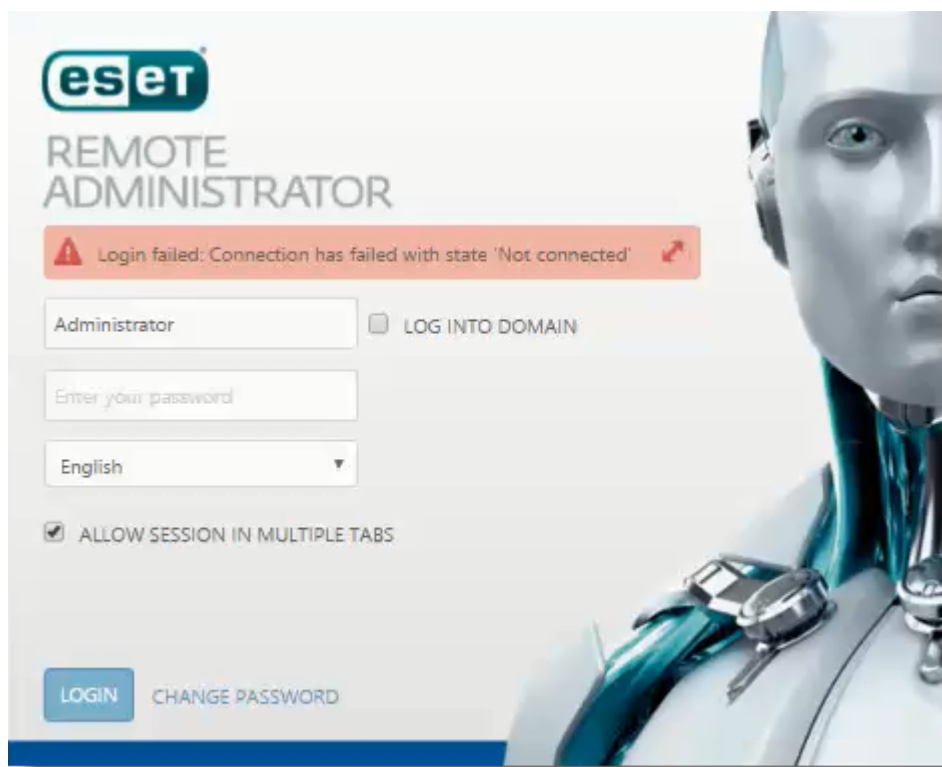 eset
REMOTE
ADMINISTRATOR
Login failed: Connection has failed with state 'Not connected'
Administrator
LOG INTO DOMAIN
Enter your password
English
ALLOW SESSION IN MULTIPLE TABS
LOGIN
CHANGE PASSWORD